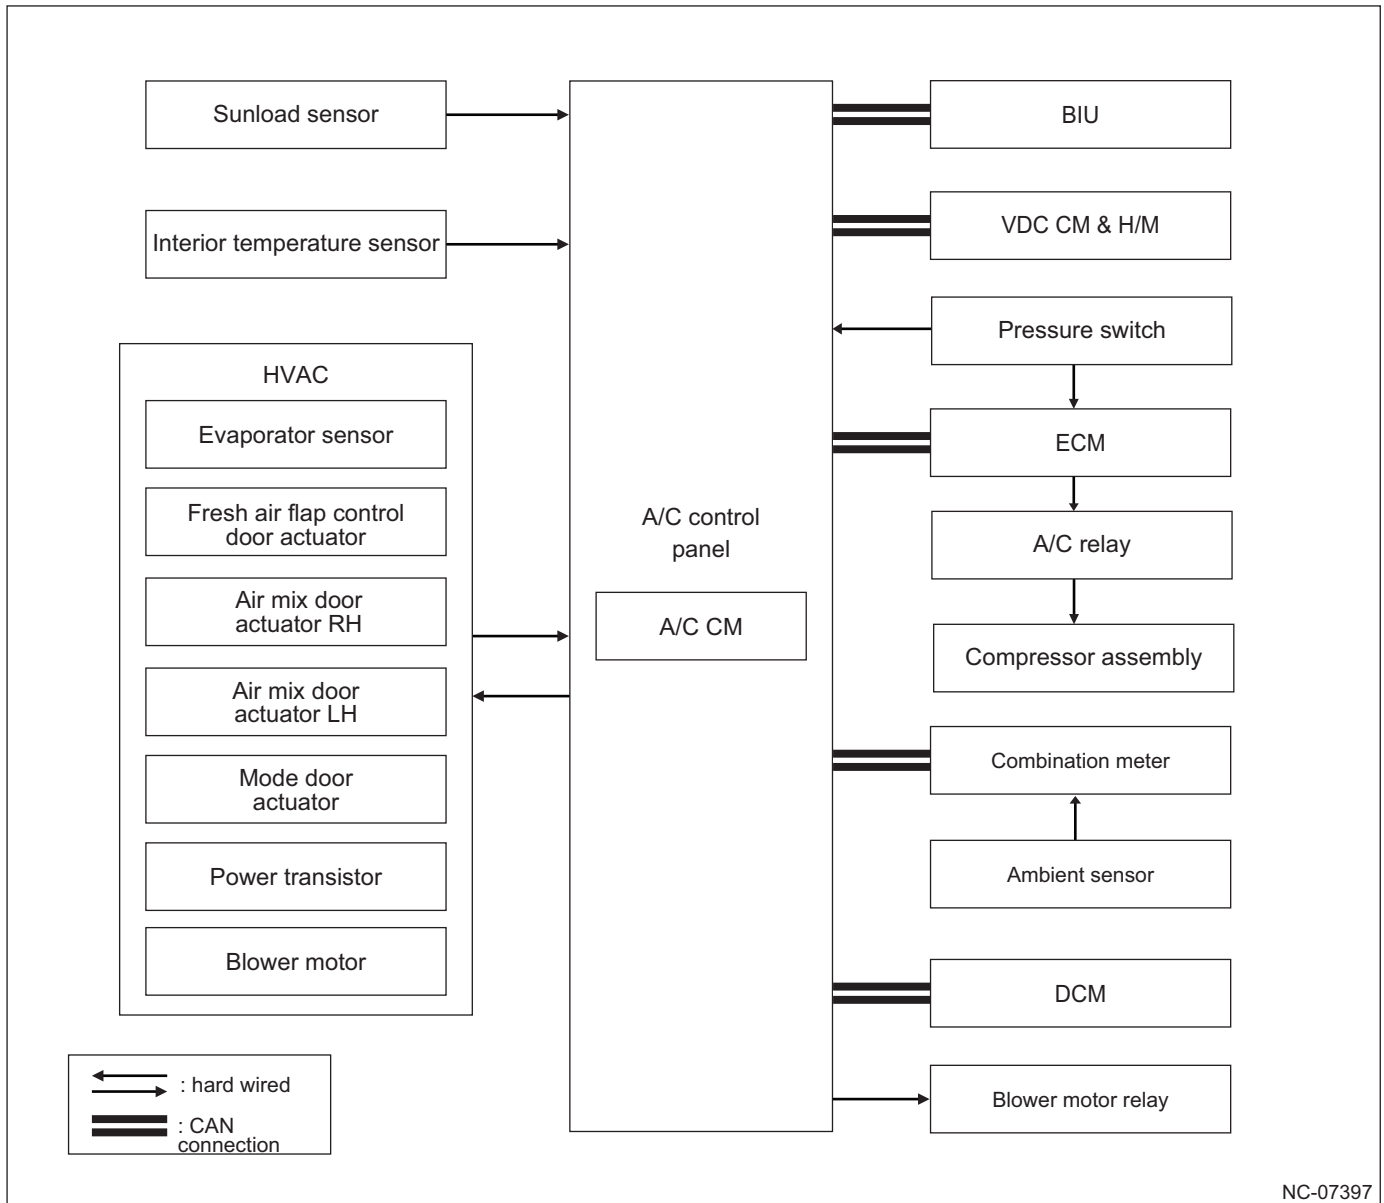 Sunload sensor
Interior temperature sensor
HVAC
Evaporator sensor
Fresh air flap control
door actuator
Air mix door
actuator RH
Air mix door
actuator LH
Mode door
actuator
Power transistor
Blower motor
: hard wired
: CAN
connection
A/C control
panel
A/C CM
BIU
VDC CM & H/M
Pressure switch
ECM
A/C relay
Compressor assembly
Combination meter
Ambient sensor
DCM
Blower motor relay
NC-07397